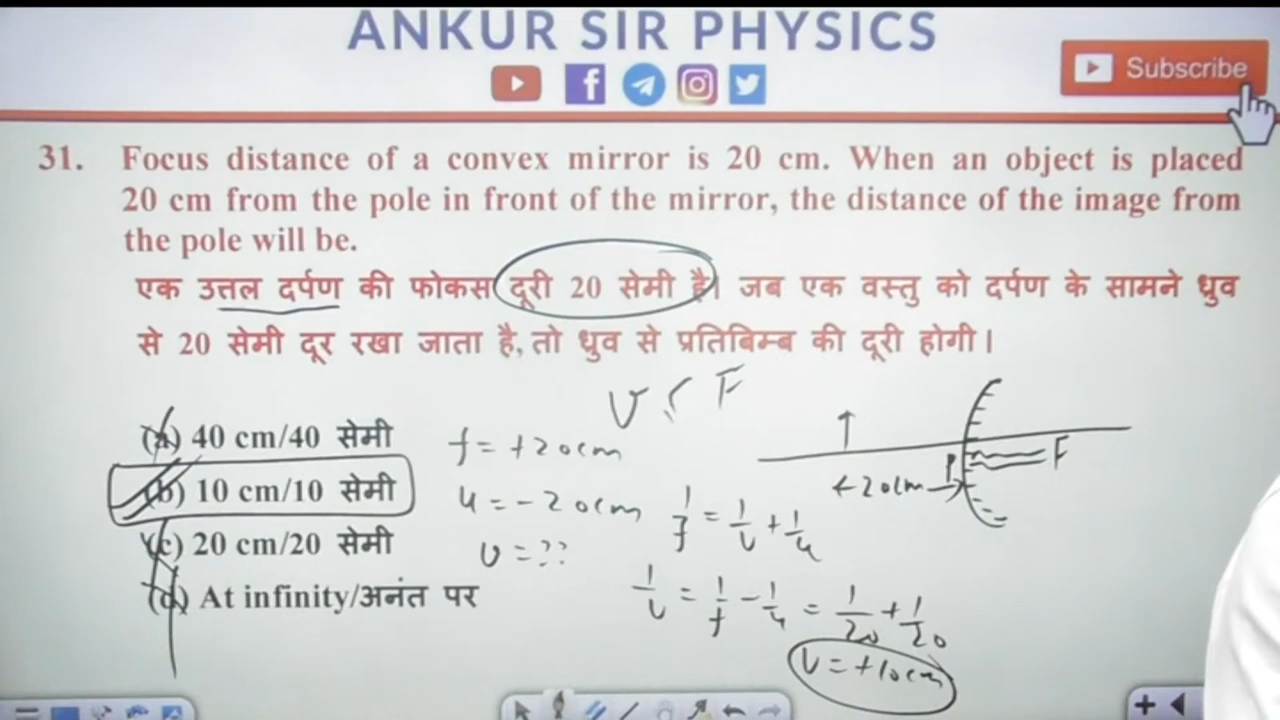 ANKUR SIR PHYSICS
Subscribe
31. Focus distance of a convex mirror is 20 cm. When an object is placed
20 cm from the pole in front of the mirror, the distance of the image from
the pole will be.
एक उत्तल दर्पण की फोकस दूरी 20 सेमी है। जब एक वस्तु को दर्पण के सामने ध्रुव
से 20 सेमी दूर रखा जाता है, तो ध्रुव से प्रतिबिम्ब की दूरी होगी।
(a) 40 cm/40 सेमी
(b) 10 cm/10 सेमी
(c) 20 cm/20 सेमी
(d) At infinity/अनंत पर
V < F
f = +20cm
u = -20cm
v = ??
1/f = 1/v + 1/u
1/v = 1/f - 1/u = 1/20 + 1/20
v = +10cm
P
F
20cm